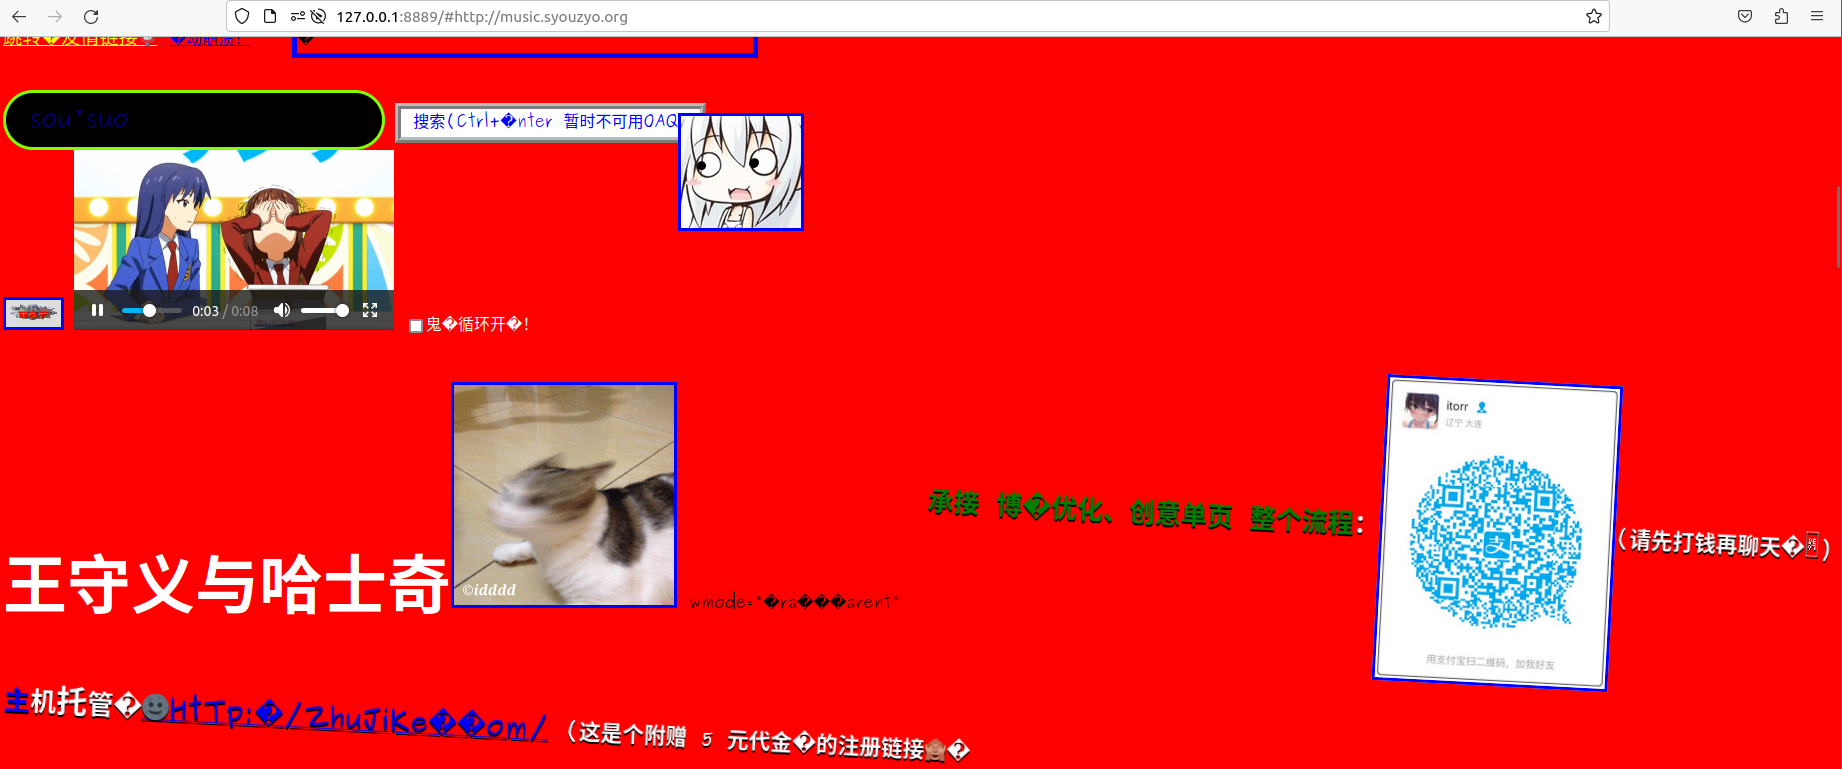 127.0.0.1:8889/#http://music.syouzyo.org
跳转�友情链接
�动崩溃!
�
sou~suo
搜索(Ctrl+�nter 暂时不可用OAQ
0:03 / 0:08
鬼�循环开�!
itorr
辽宁 大连
承接 博�优化、创意单页 整个流程:
支
(请先打钱再聊天�)
©idddd
王守义与哈士奇
wmode="�ra���arent"
用支付宝扫二维码，加我好友
主机托管�HtTp:�/ZhuJiKe��om/ (这是个附赠 5 元代金�的注册链接🙈�